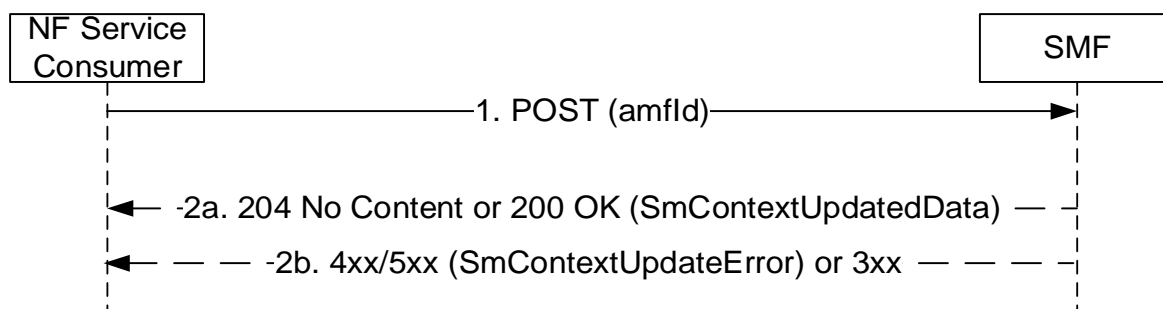 NF Service
Consumer
SMF
1. POST (amfId)
2a. 204 No Content or 200 OK (SmContextUpdatedData)
2b. 4xx/5xx (SmContextUpdateError) or 3xx